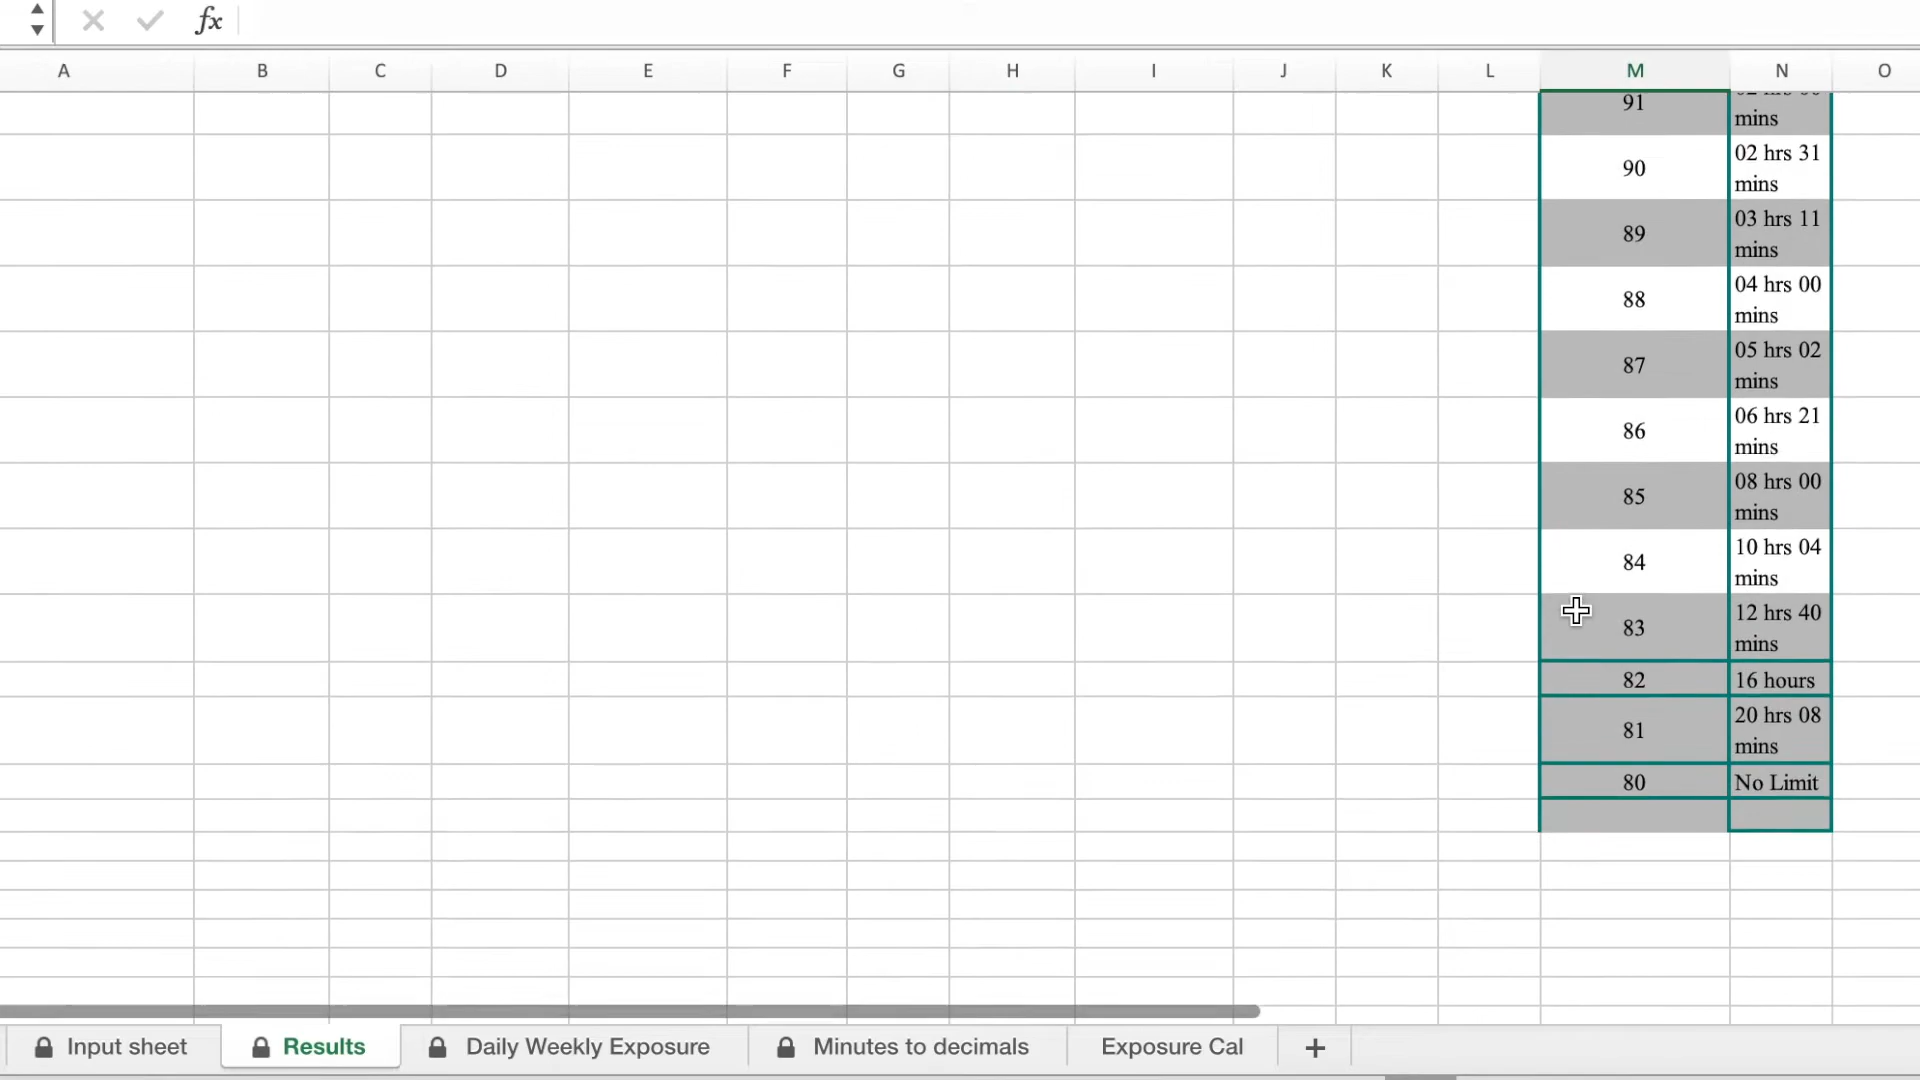 fx
A B C D E F G H I J K L M N O
91
mins
90 02 hrs 31
mins
89 03 hrs 11
mins
88 04 hrs 00
mins
87 05 hrs 02
mins
86 06 hrs 21
mins
85 08 hrs 00
mins
84 10 hrs 04
mins
83 12 hrs 40
mins
82 16 hours
81 20 hrs 08
mins
80 No Limit
Input sheet Results Daily Weekly Exposure Minutes to decimals Exposure Cal +